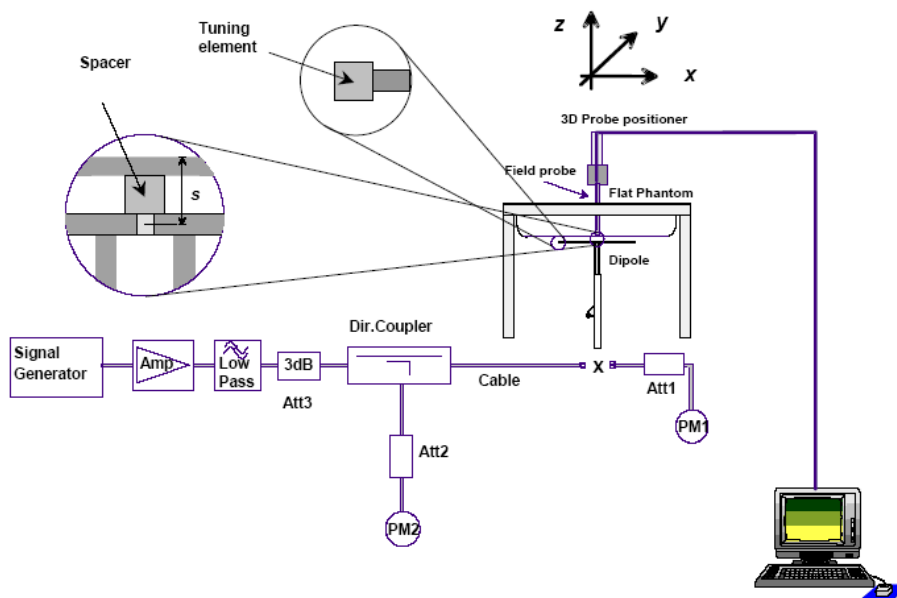 Tuning
element
Spacer
z
y
x
3D Probe positioner
Field probe
Flat Phantom
s
Dipole
Dir.Coupler
Signal
Generator
Amp
Low
Pass
3dB
Att3
Cable
X
Att1
PM1
Att2
PM2